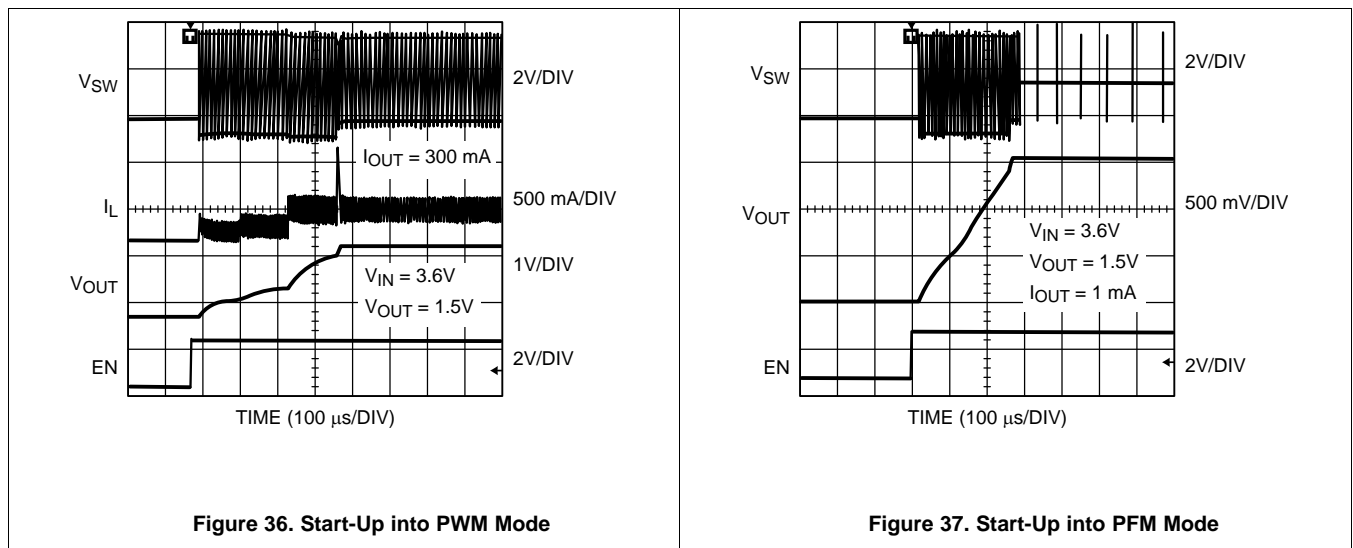 V_SW
2V/DIV
I_OUT = 300 mA
I_L
500 mA/DIV
V_OUT
1V/DIV
V_IN = 3.6V
V_OUT = 1.5V
EN
2V/DIV
TIME (100 μs/DIV)
Figure 36. Start-Up into PWM Mode
V_SW
2V/DIV
V_OUT
500 mV/DIV
V_IN = 3.6V
V_OUT = 1.5V
I_OUT = 1 mA
EN
2V/DIV
TIME (100 μs/DIV)
Figure 37. Start-Up into PFM Mode